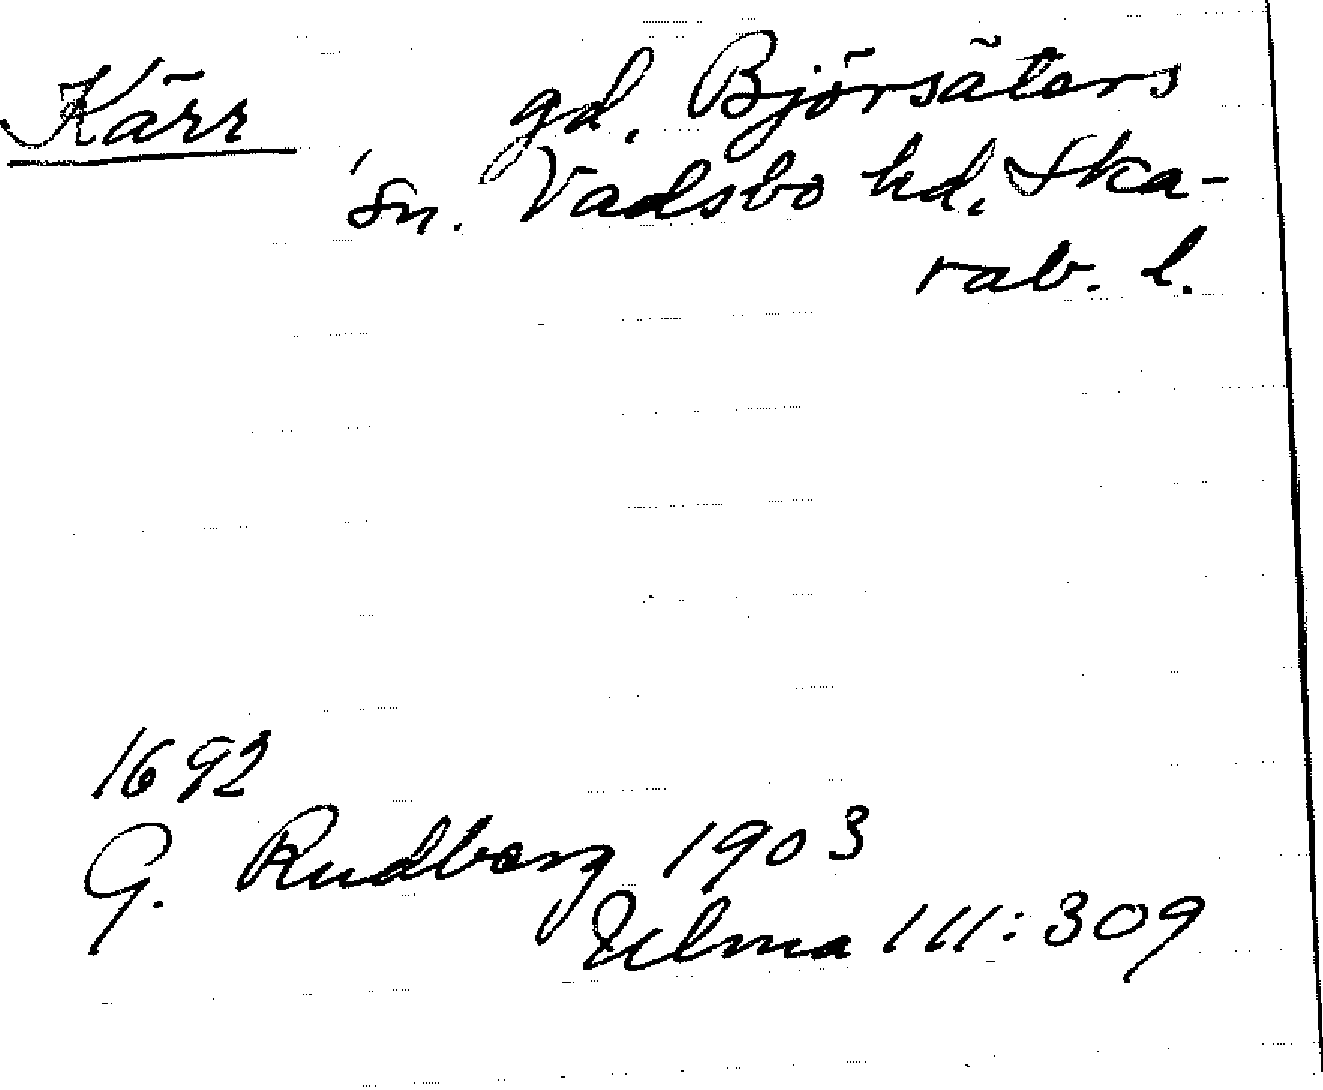 Kärr gd. Björsäters
sn. Vadsbo hd. Ska-
rab. l.
1692
G. Rudberg 1903
Ulma 111:309